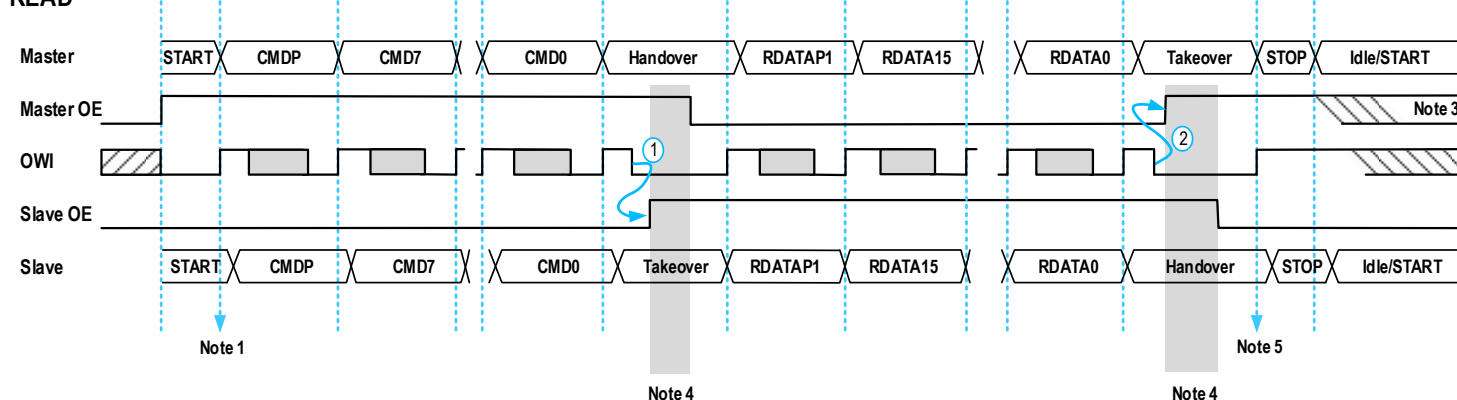 READ
Master START CMDP CMD7 CMD0 Handover RDATAP1 RDATA15 RDATA0 Takeover STOP Idle/START
Master OE Note 3
OWI 1 2
Slave OE
Slave START CMDP CMD7 CMD0 Takeover RDATAP1 RDATA15 RDATA0 Handover STOP Idle/START
Note 1 Note 5
Note 4 Note 4